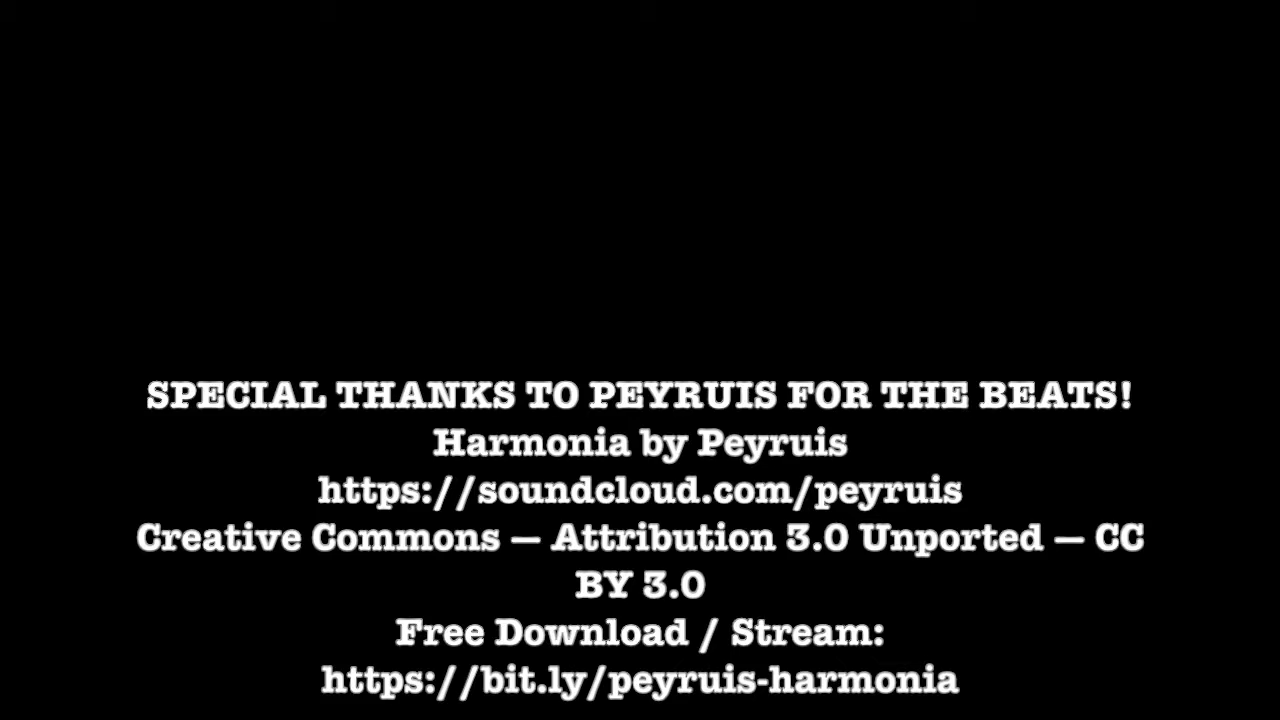 SPECIAL THANKS TO PEYRUIS FOR THE BEATS!
Harmonia by Peyruis
https://soundcloud.com/peyruis
Creative Commons — Attribution 3.0 Unported — CC
BY 3.0
Free Download / Stream:
https://bit.ly/peyruis-harmonia